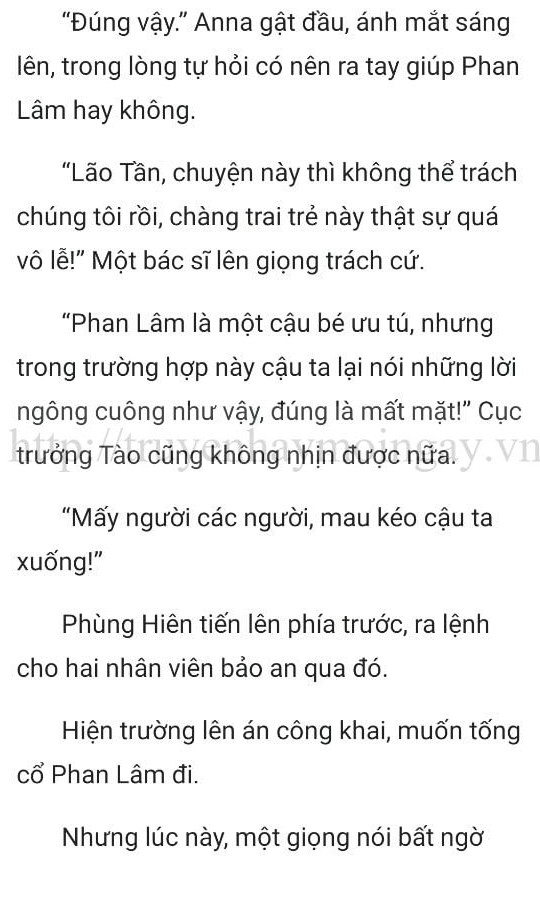 “Đúng vậy.” Anna gật đầu, ánh mắt sáng
lên, trong lòng tự hỏi có nên ra tay giúp Phan
Lâm hay không.
“Lão Tần, chuyện này thì không thể trách
chúng tôi rồi, chàng trai trẻ này thật sự quá
vô lễ!” Một bác sĩ lên giọng trách cứ.
“Phan Lâm là một cậu bé ưu tú, nhưng
trong trường hợp này cậu ta lại nói những lời
ngông cuông như vậy, đúng là mất mặt!” Cục
http://truyenhaymoingay.vn
trưởng Tào cũng không nhịn được nữa.
“Mấy người các người, mau kéo cậu ta
xuống!”
Phùng Hiên tiến lên phía trước, ra lệnh
cho hai nhân viên bảo an qua đó.
Hiện trường lên án công khai, muốn tống
cổ Phan Lâm đi.
Nhưng lúc này, một giọng nói bất ngờ